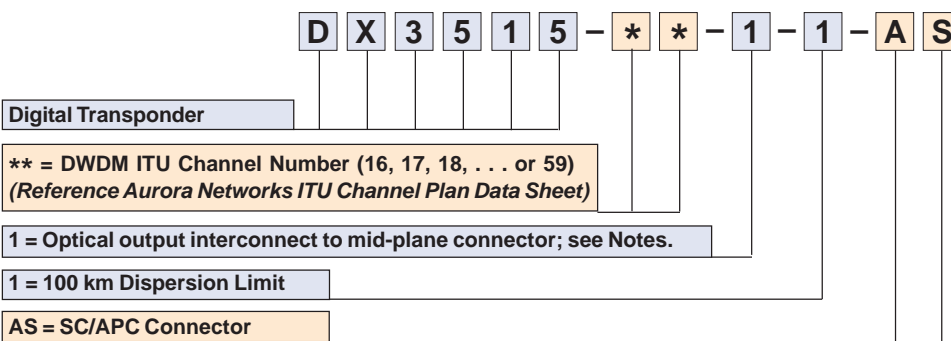 D X 3 5 1 5 – * * – 1 – 1 – A S
Digital Transponder
** = DWDM ITU Channel Number (16, 17, 18, . . . or 59)
(Reference Aurora Networks ITU Channel Plan Data Sheet)
1 = Optical output interconnect to mid-plane connector; see Notes.
1 = 100 km Dispersion Limit
AS = SC/APC Connector